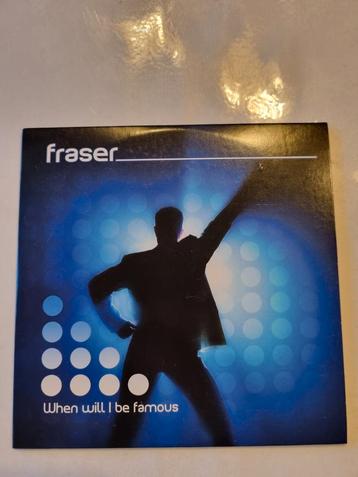 fraser
When will I be famous